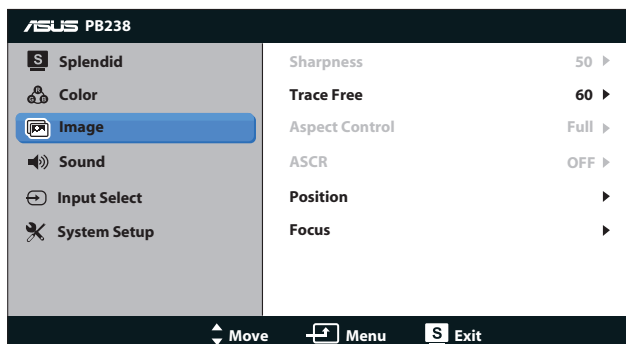 ASUS PB238
S Splendid
R G B Color
Image
Sound
Input Select
System Setup
Sharpness 50
Trace Free 60
Aspect Control Full
ASCR OFF
Position
Focus
Move Menu S Exit